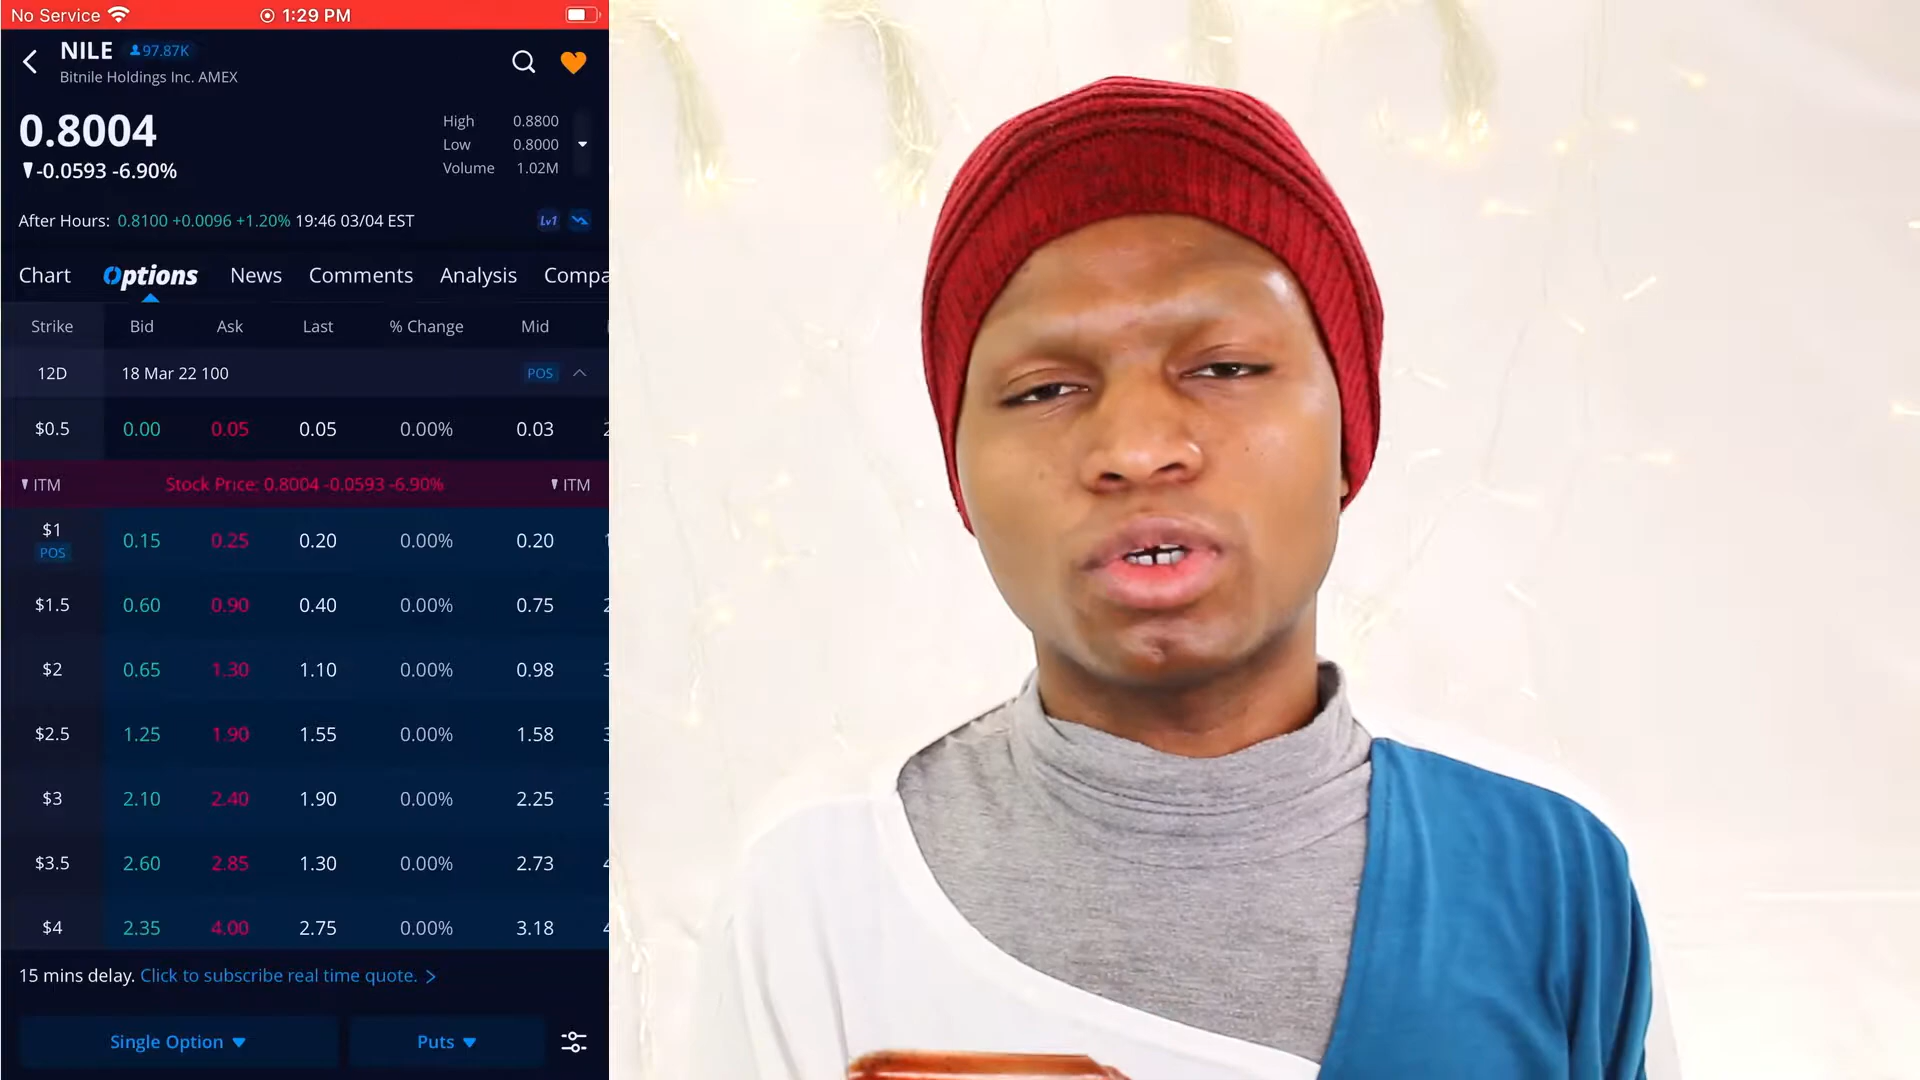 No Service 1:29 PM
NILE 97.87K
Bitnile Holdings Inc. AMEX
0.8004
-0.0593 -6.90%
High 0.8800
Low 0.8000
Volume 1.02M
After Hours: 0.8100 +0.0096 +1.20% 19:46 03/04 EST
Lv1
Chart Options News Comments Analysis Compa
Strike Bid Ask Last % Change Mid
12D 18 Mar 22 100 POS
$0.5 0.00 0.05 0.05 0.00% 0.03
ITM Stock Price: 0.8004 -0.0593 -6.90% ITM
$1 POS 0.15 0.25 0.20 0.00% 0.20
$1.5 0.60 0.90 0.40 0.00% 0.75
$2 0.65 1.30 1.10 0.00% 0.98
$2.5 1.25 1.90 1.55 0.00% 1.58
$3 2.10 2.40 1.90 0.00% 2.25
$3.5 2.60 2.85 1.30 0.00% 2.73
$4 2.35 4.00 2.75 0.00% 3.18
15 mins delay. Click to subscribe real time quote. >
Single Option Puts